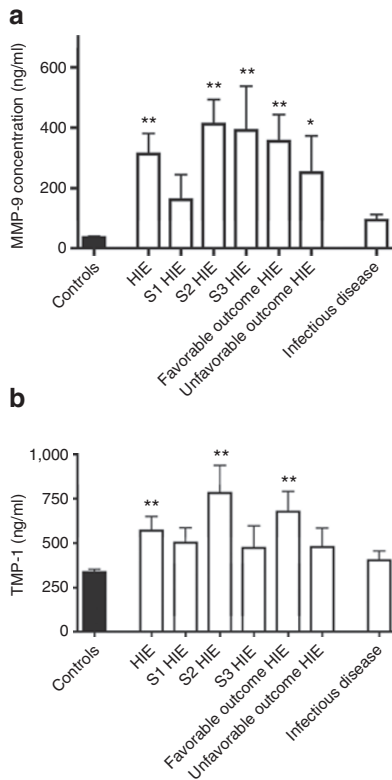 a
MMP-9 concentration (ng/ml)
600
400
200
0
**
**
**
**
*
Controls
HIE
S1 HIE
S2 HIE
S3 HIE
Favorable outcome HIE
Unfavorable outcome HIE
Infectious disease
b
TMP-1 (ng/ml)
1,000
750
500
250
0
**
**
**
Controls
HIE
S1 HIE
S2 HIE
S3 HIE
Favorable outcome HIE
Unfavorable outcome HIE
Infectious disease